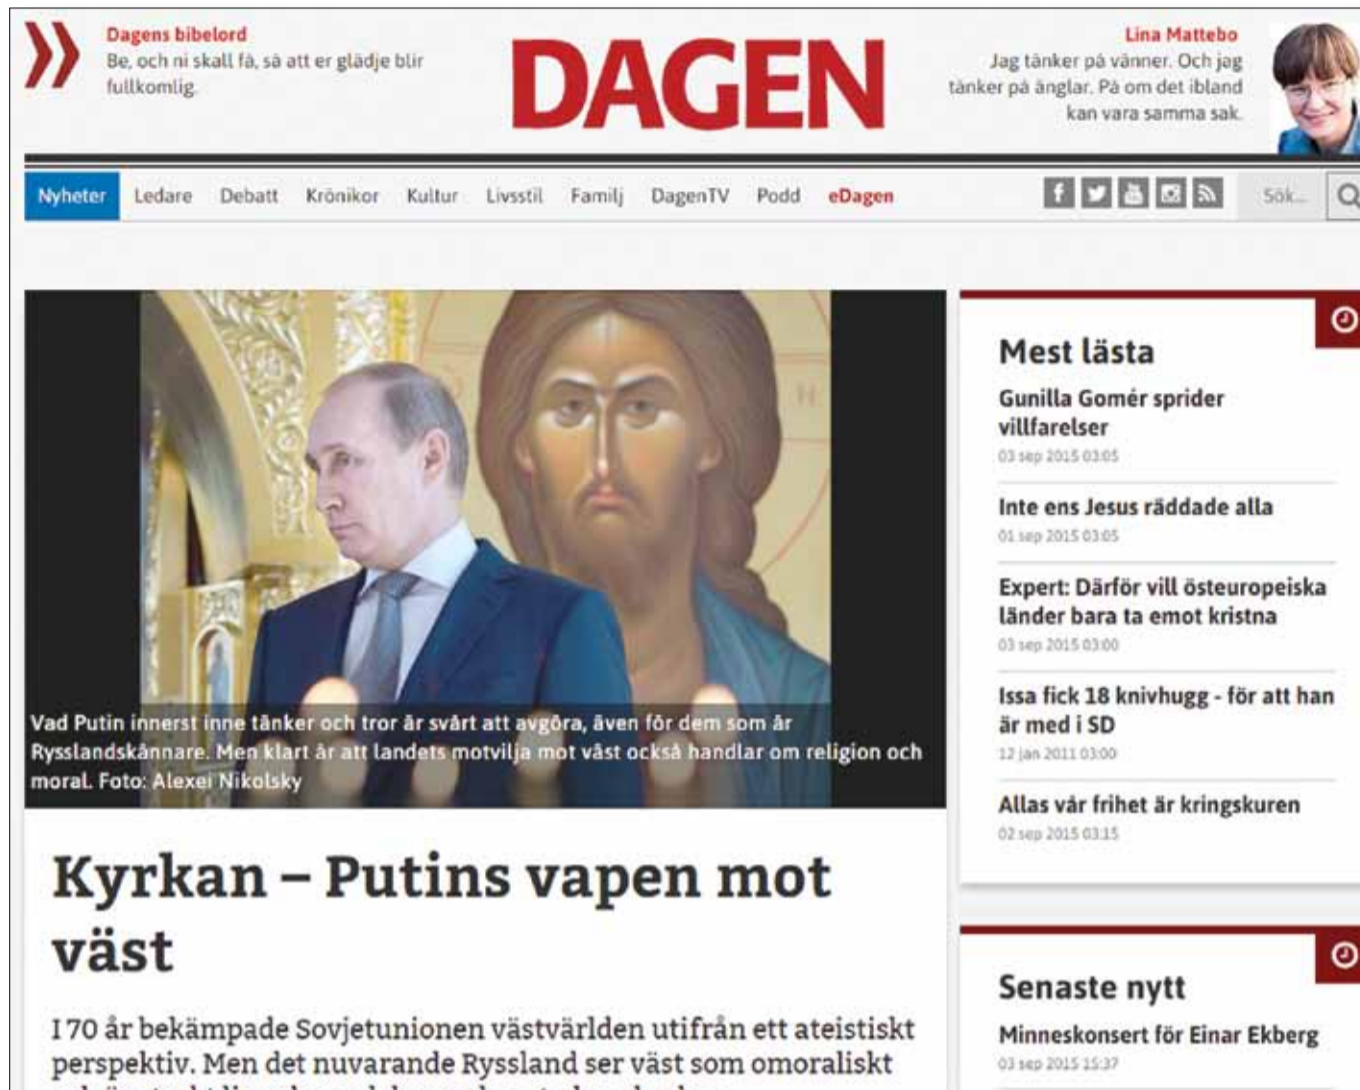 Dagens bibelord
Be, och ni skall få, så att er glädje blir
fullkomlig.
DAGEN
Lina Mattebo
Jag tänker på vänner. Och jag
tänker på änglar. På om det ibland
kan vara samma sak.
Nyheter Ledare Debatt Krönikor Kultur Livsstil Familj DagenTV Podd eDagen
Sök...
Vad Putin innerst inne tänker och tror är svårt att avgöra, även för dem som är
Rysslandskännare. Men klart är att landets motvilja mot väst också handlar om religion och
moral. Foto: Alexei Nikolsky
Kyrkan – Putins vapen mot
väst
I 70 år bekämpade Sovjetunionen västvärlden utifrån ett ateistiskt
perspektiv. Men det nuvarande Ryssland ser väst som omoraliskt
Mest lästa
Gunilla Gomér sprider
villfarelser
03 sep 2015 03:05
Inte ens Jesus räddade alla
01 sep 2015 03:05
Expert: Därför vill östeuropeiska
länder bara ta emot kristna
03 sep 2015 03:00
Issa fick 18 knivhugg - för att han
är med i SD
12 jan 2011 03:00
Allas vår frihet är kringskuren
02 sep 2015 03:15
Senaste nytt
Minneskonsert för Einar Ekberg
03 sep 2015 15:37